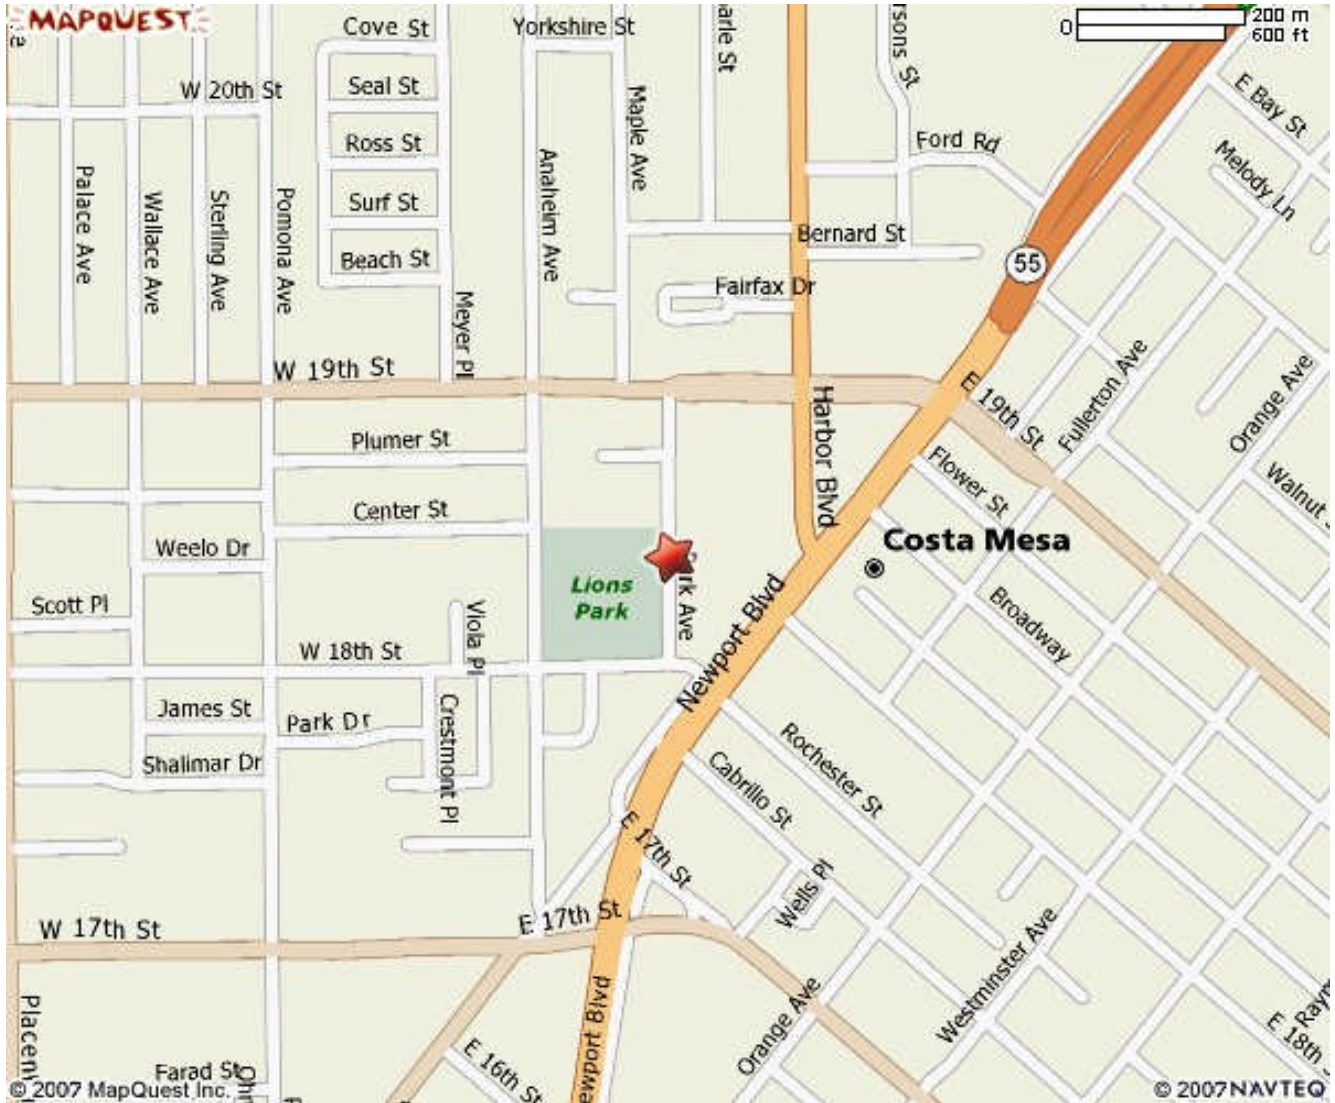 MAPQUEST
0
200 m
600 ft
Cove St
Yorkshire St
W 20th St
Seal St
Ross St
Surf St
Beach St
Maple Ave
Anaheim Ave
Palace Ave
Wallace Ave
Sterling Ave
Pomona Ave
Meyer Pl
Ford Rd
E Bay St
Melody Ln
Bernard St
Fairfax Dr
55
W 19th St
E 19th St
Harbor Blvd
Fullerton Ave
Orange Ave
Plumer St
Flower St
Center St
Costa Mesa
Weelo Dr
Lions
Park
Scott Pl
Viola Pl
Newport Blvd
Broadway
W 18th St
James St
Park Dr
Crestmont Pl
Shalimar Dr
Rochester St
Cabrillo St
E 17th St
Wells Pl
W 17th St
E 17th St
Westminster Ave
Orange Ave
E 16th St
E 18th
Farad St
© 2007 MapQuest Inc.
© 2007 NAVTEQ